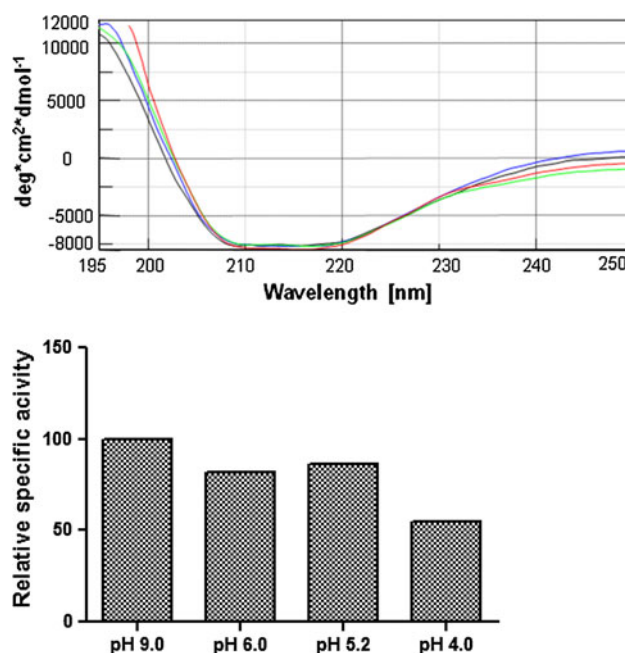 12000
10000
5000
0
-5000
-8000
deg*cm²*dmol⁻¹
195 200 210 220 230 240 250
Wavelength [nm]
150
100
50
0
Relative specific acivity
pH 9.0 pH 6.0 pH 5.2 pH 4.0